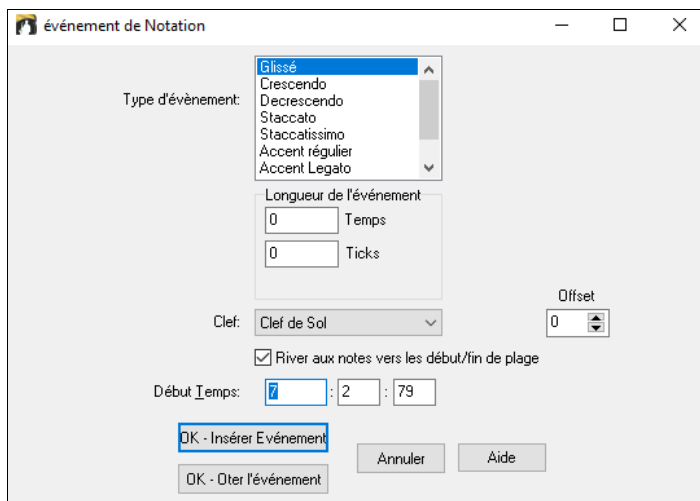 événement de Notation
Type d'évènement:
Glissé
Crescendo
Decrescendo
Staccato
Staccatissimo
Accent régulier
Accent Legato
Longueur de l'événement
0 Temps
0 Ticks
Offset
Clef: Clef de Sol 0
River aux notes vers les début/fin de plage
Début Temps: 7 : 2 : 79
OK - Insérer Evénement
Annuler Aide
OK - Oter l'événement